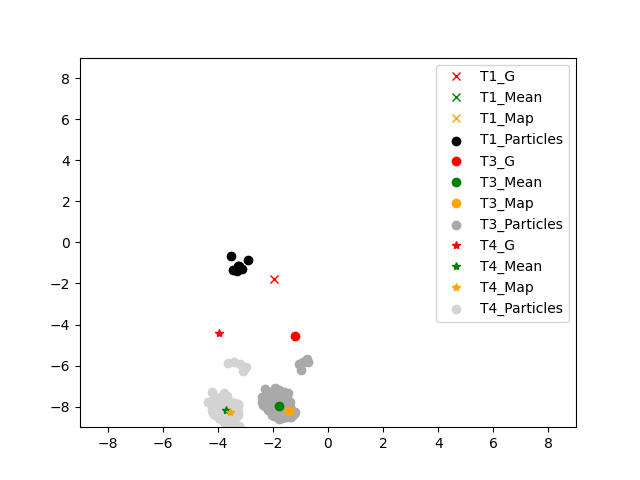 8
6
4
2
0
−2
−4
−6
−8
−8 −6 −4 −2 0 2 4 6 8
T1_G
T1_Mean
T1_Map
T1_Particles
T3_G
T3_Mean
T3_Map
T3_Particles
T4_G
T4_Mean
T4_Map
T4_Particles